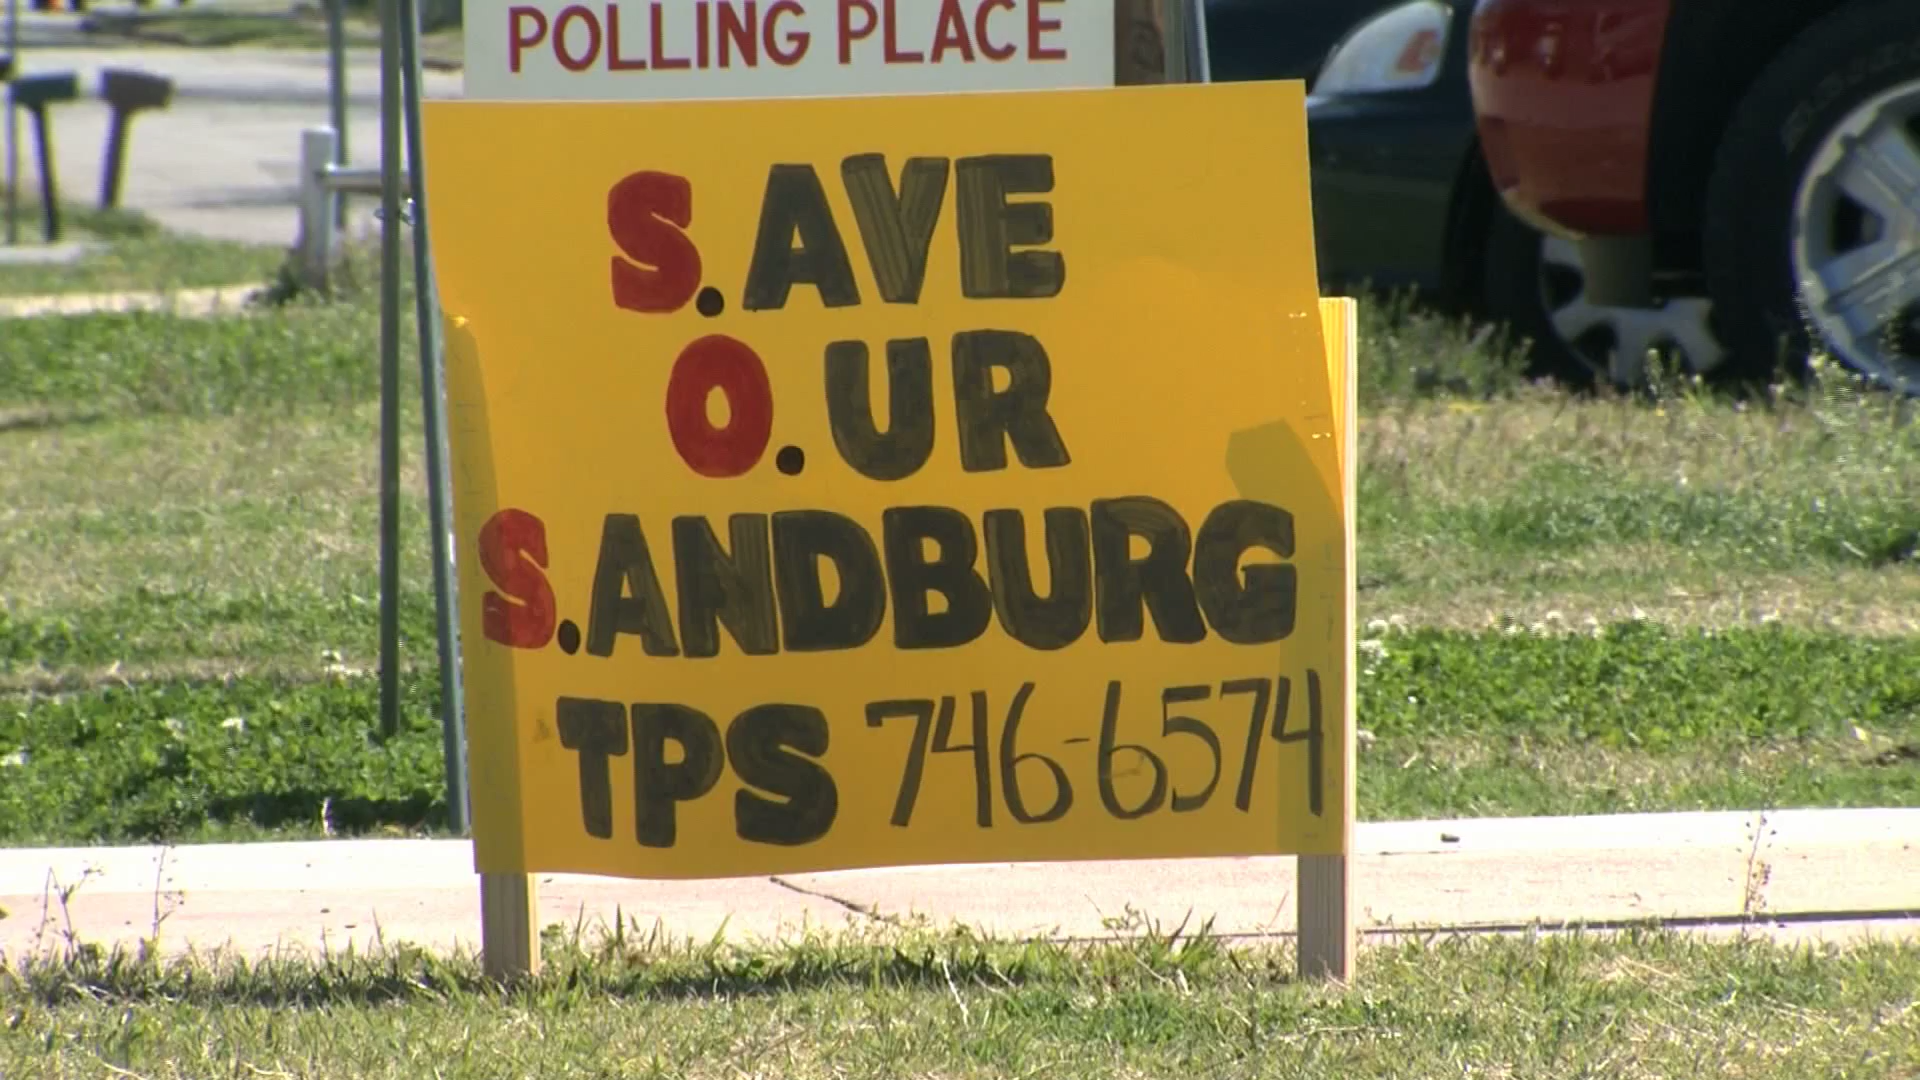 POLLING PLACE
S.AVE
O.UR
S.ANDBURG
TPS 746-6574